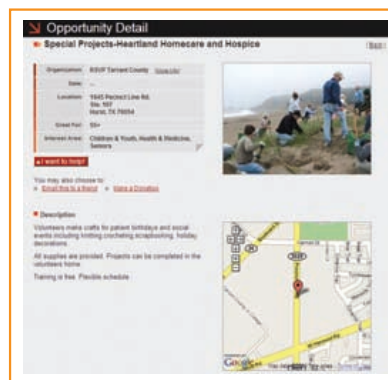 Opportunity Detail
Special Projects-Heartland Homecare and Hospice
[Back]
Organization: RSVP Tarrant County
Date: --
Location: 1645 Precinct Line Rd.
Ste. 107
Hurst, TX 76054
Great For: 55+
Interest Areas: Children & Youth, Health & Medicine,
Seniors
I want to help!
You may also choose to:
Email this to a friend Make a Donation
Description
Volunteers make crafts for patient birthdays and social
events including knitting crocheting scrapbooking, holiday
decorations.
All supplies are provided. Projects can be completed in the
volunteers home.
Training is free. Flexible schedule.
Google